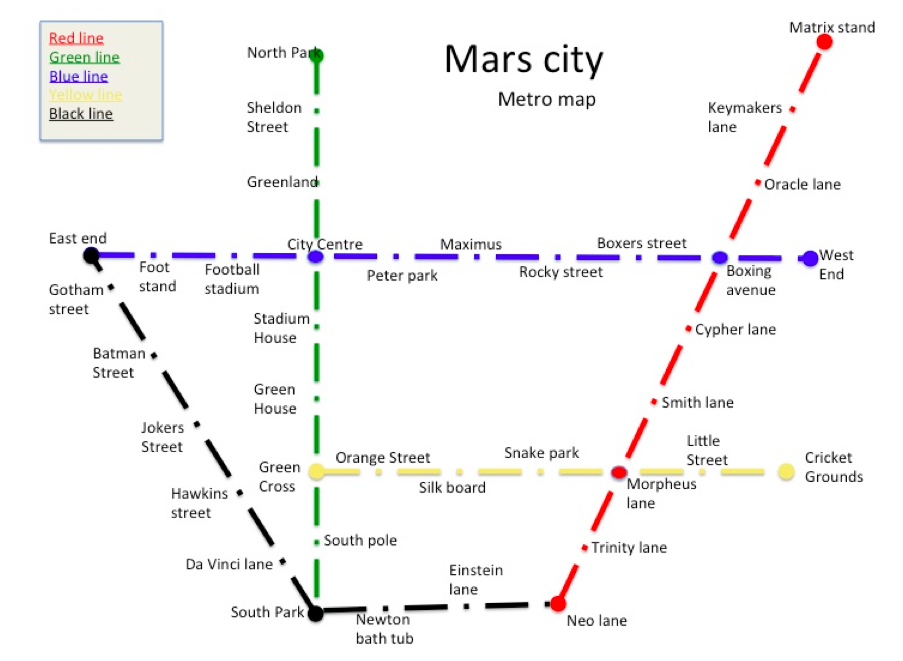 Red line
Green line
Blue line
Yellow line
Black line
Mars city
Metro map
Matrix stand
North Park
Sheldon
Street
Keymakers
lane
Greenland
Oracle lane
East end
City Centre
Maximus
Boxers street
West
End
Foot
stand
Football
stadium
Peter park
Rocky street
Boxing
avenue
Gotham
street
Stadium
House
Cypher lane
Batman
Street
Green
House
Smith lane
Jokers
Street
Orange Street
Snake park
Little
Street
Green
Cross
Silk board
Cricket
Grounds
Morpheus
lane
Hawkins
street
South pole
Trinity lane
Da Vinci lane
Einstein
lane
South Park
Newton
bath tub
Neo lane